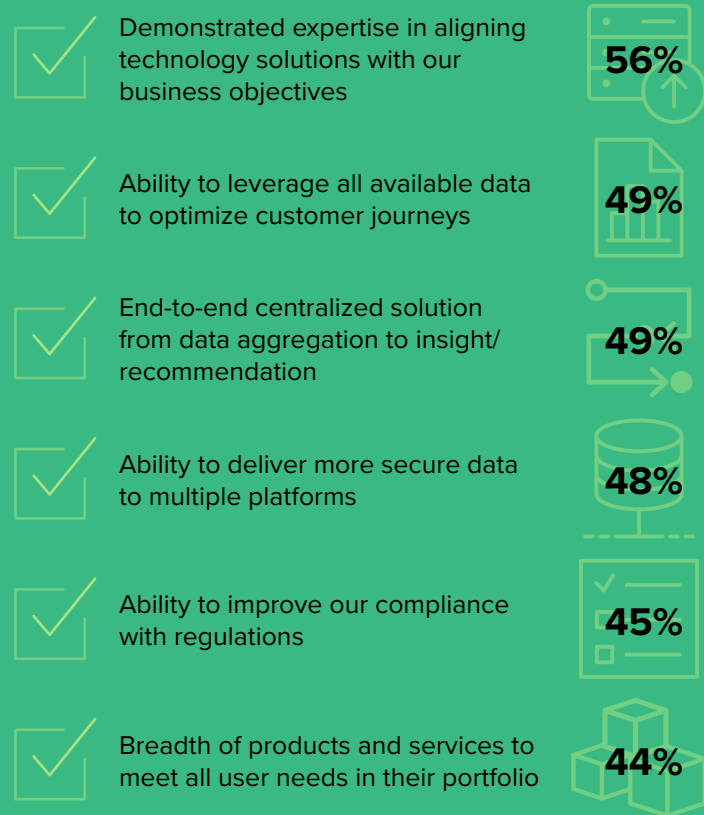 Demonstrated expertise in aligning
technology solutions with our
business objectives
56%
Ability to leverage all available data
to optimize customer journeys
49%
End-to-end centralized solution
from data aggregation to insight/
recommendation
49%
Ability to deliver more secure data
to multiple platforms
48%
Ability to improve our compliance
with regulations
45%
Breadth of products and services to
meet all user needs in their portfolio
44%